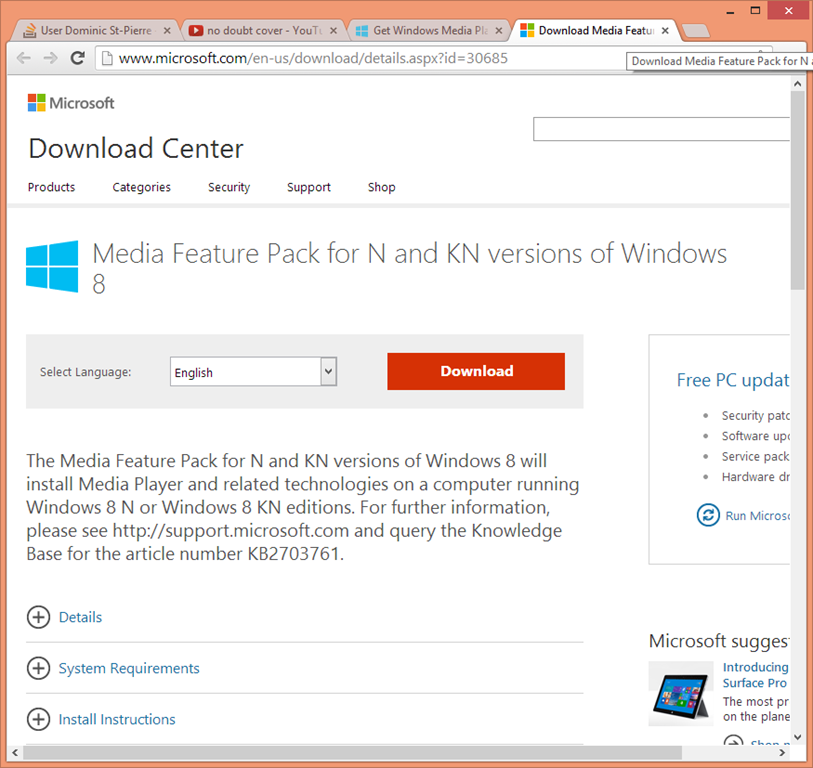 User Dominic St-Pierre
no doubt cover - YouTu
Get Windows Media Pla
Download Media Featu
www.microsoft.com/en-us/download/details.aspx?id=30685
Download Media Feature Pack for N a
Microsoft
Download Center
Products Categories Security Support Shop
Media Feature Pack for N and KN versions of Windows
8
Select Language: English Download
The Media Feature Pack for N and KN versions of Windows 8 will
install Media Player and related technologies on a computer running
Windows 8 N or Windows 8 KN editions. For further information,
please see http://support.microsoft.com and query the Knowledge
Base for the article number KB2703761.
Details
System Requirements
Install Instructions
Free PC updat
Security patc
Software upd
Service pack
Hardware dr
Run Microso
Microsoft sugges
Introducing
Surface Pro
The most pr
on the plane